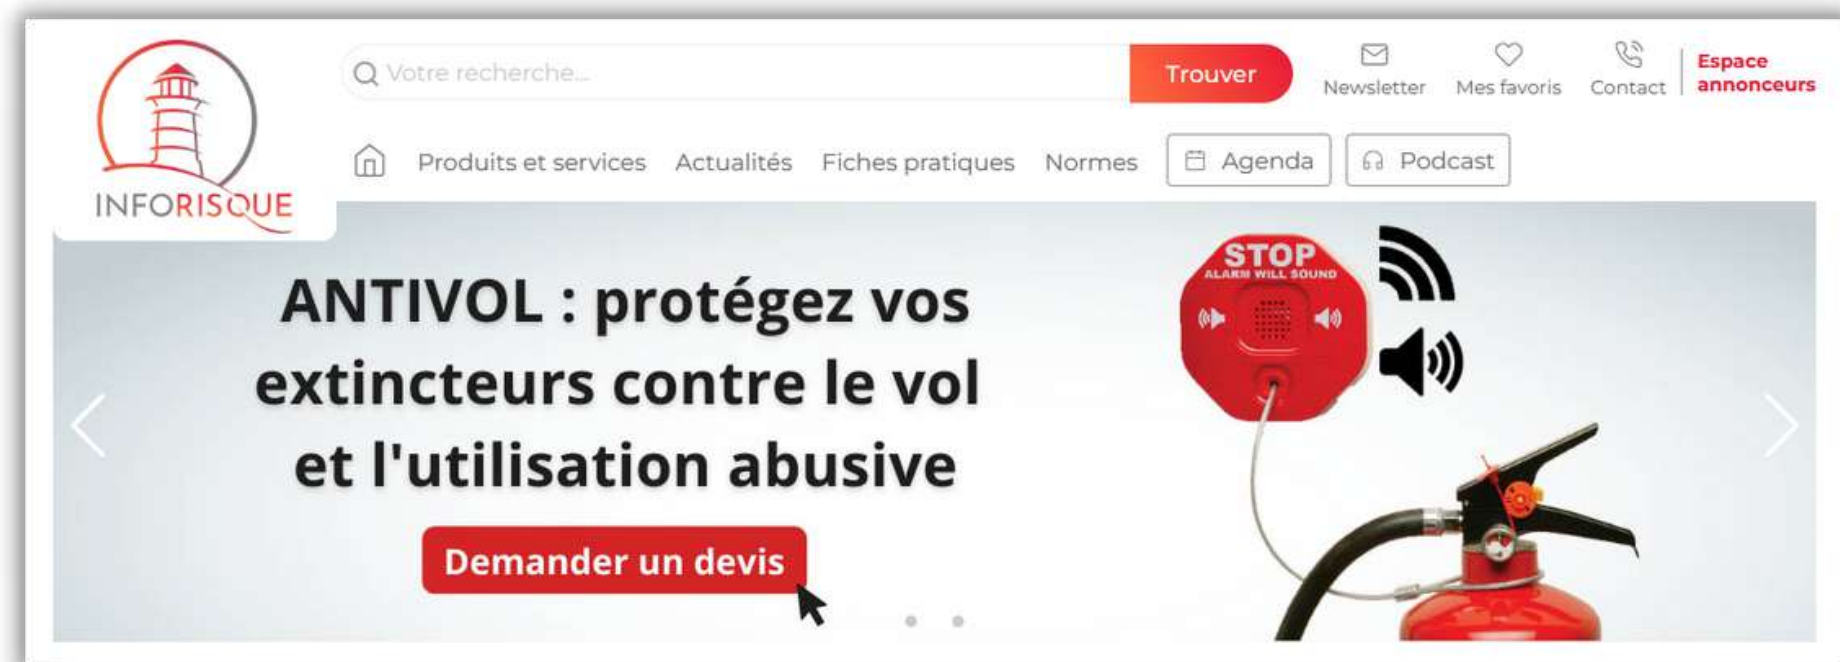 INFORISQUE
Votre recherche...
Trouver
Newsletter
Mes favoris
Contact
Espace
annonceurs
Produits et services
Actualités
Fiches pratiques
Normes
Agenda
Podcast
ANTIVOL : protégez vos
extincteurs contre le vol
et l'utilisation abusive
Demander un devis
STOP
ALARM WILL SOUND